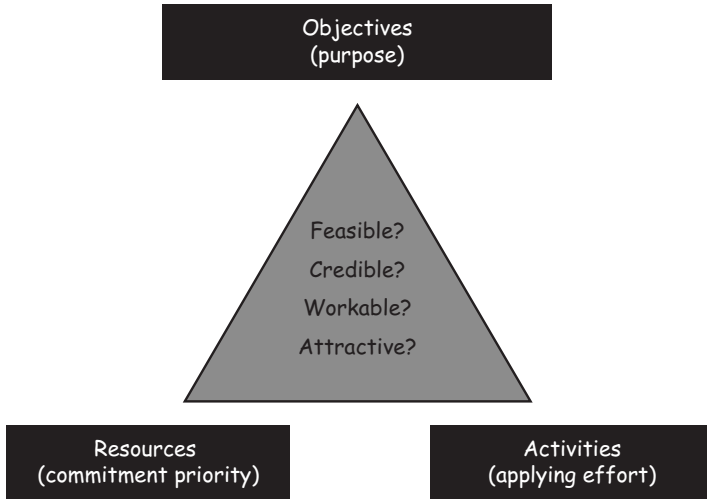 Objectives
(purpose)
Feasible?
Credible?
Workable?
Attractive?
Resources
(commitment priority)
Activities
(applying effort)